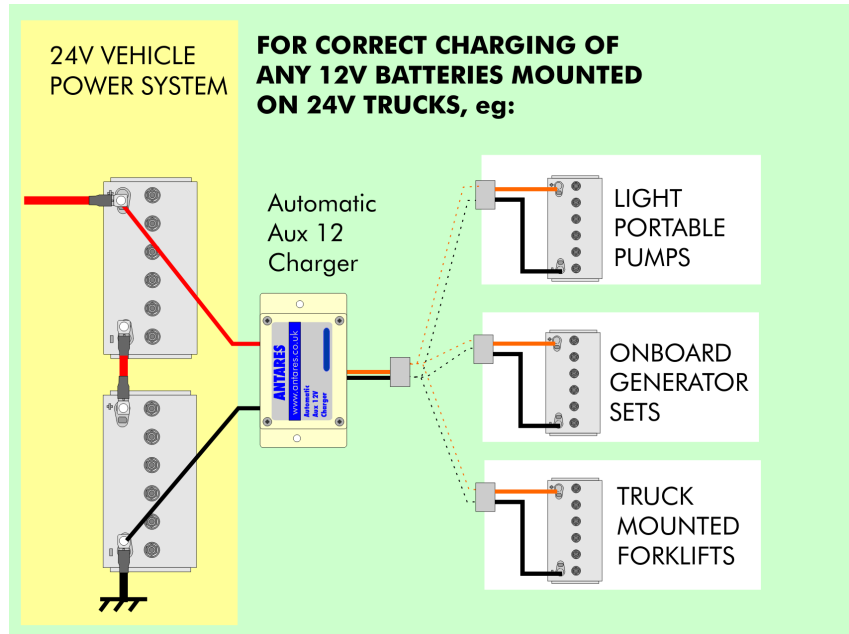 24V VEHICLE
POWER SYSTEM
FOR CORRECT CHARGING OF
ANY 12V BATTERIES MOUNTED
ON 24V TRUCKS, eg:
Automatic
Aux 12
Charger
ANTARES
www.antares.co.uk
Automatic
Aux 12V
Charger
LIGHT
PORTABLE
PUMPS
ONBOARD
GENERATOR
SETS
TRUCK
MOUNTED
FORKLIFTS